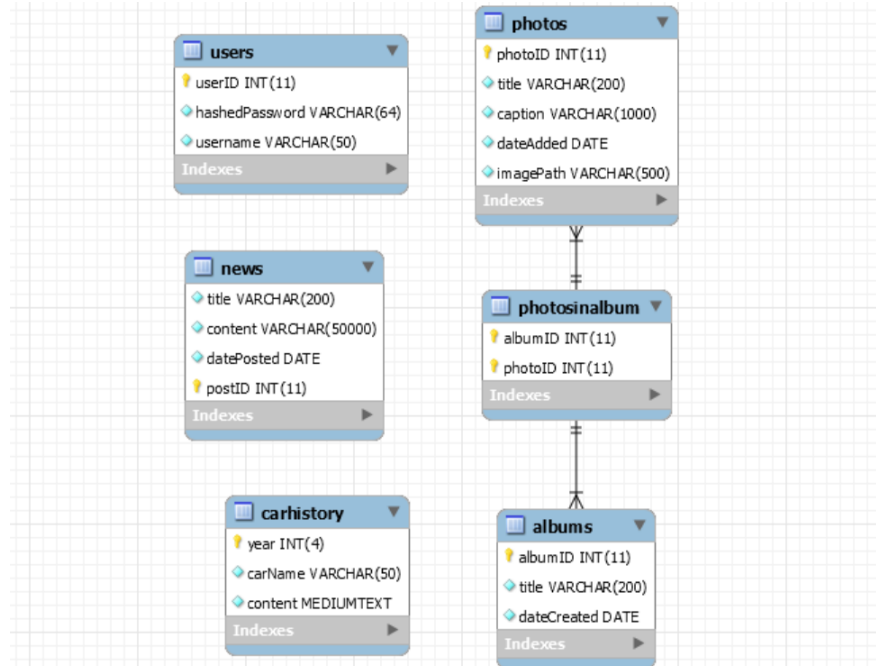 users
userID INT(11)
hashedPassword VARCHAR(64)
username VARCHAR(50)
Indexes
photos
photoID INT(11)
title VARCHAR(200)
caption VARCHAR(1000)
dateAdded DATE
imagePath VARCHAR(500)
Indexes
news
title VARCHAR(200)
content VARCHAR(50000)
datePosted DATE
postID INT(11)
Indexes
photosinalbum
albumID INT(11)
photoID INT(11)
Indexes
carhistory
year INT(4)
carName VARCHAR(50)
content MEDIUMTEXT
Indexes
albums
albumID INT(11)
title VARCHAR(200)
dateCreated DATE
Indexes